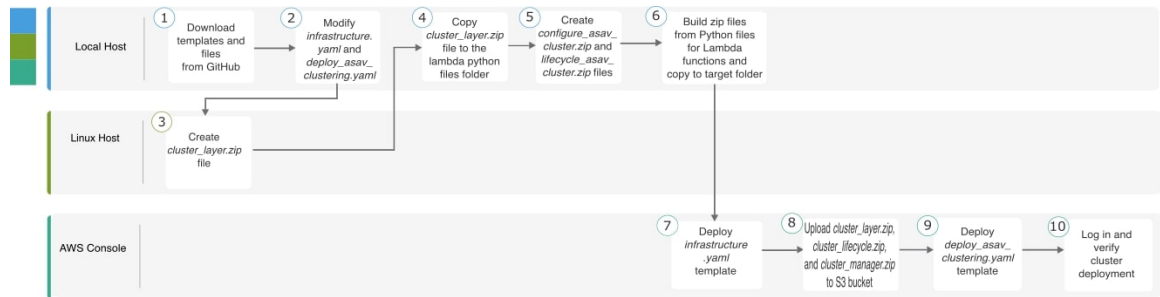 Local Host
1
Download
templates and
files
from GitHub
2
Modify
infrastructure.
yaml and
deploy_asav_
clustering.yaml
4
Copy
cluster_layer.zip
file to the
lambda python
files folder
5
Create
configure_asav_
cluster.zip and
lifecycle_asav_
cluster.zip files
6
Build zip files
from Python files
for Lambda
functions and
copy to target folder
Linux Host
3
Create
cluster_layer.zip
file
AWS Console
7
Deploy
infrastructure
.yaml
template
8
Upload cluster_layer.zip,
cluster_lifecycle.zip,
and cluster_manager.zip
to S3 bucket
9
Deploy
deploy_asav_
clustering.yaml
template
10
Log in and
verify
cluster
deployment